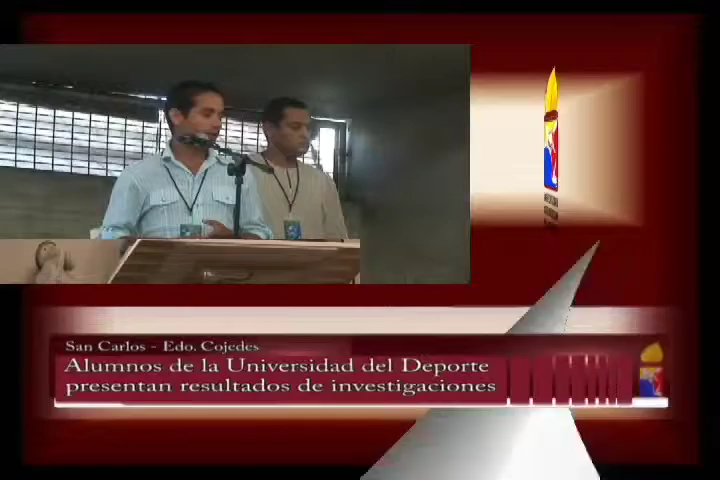 San Carlos - Edo. Cojedes
Alumnos de la Universidad del Deporte
presentan resultados de investigaciones